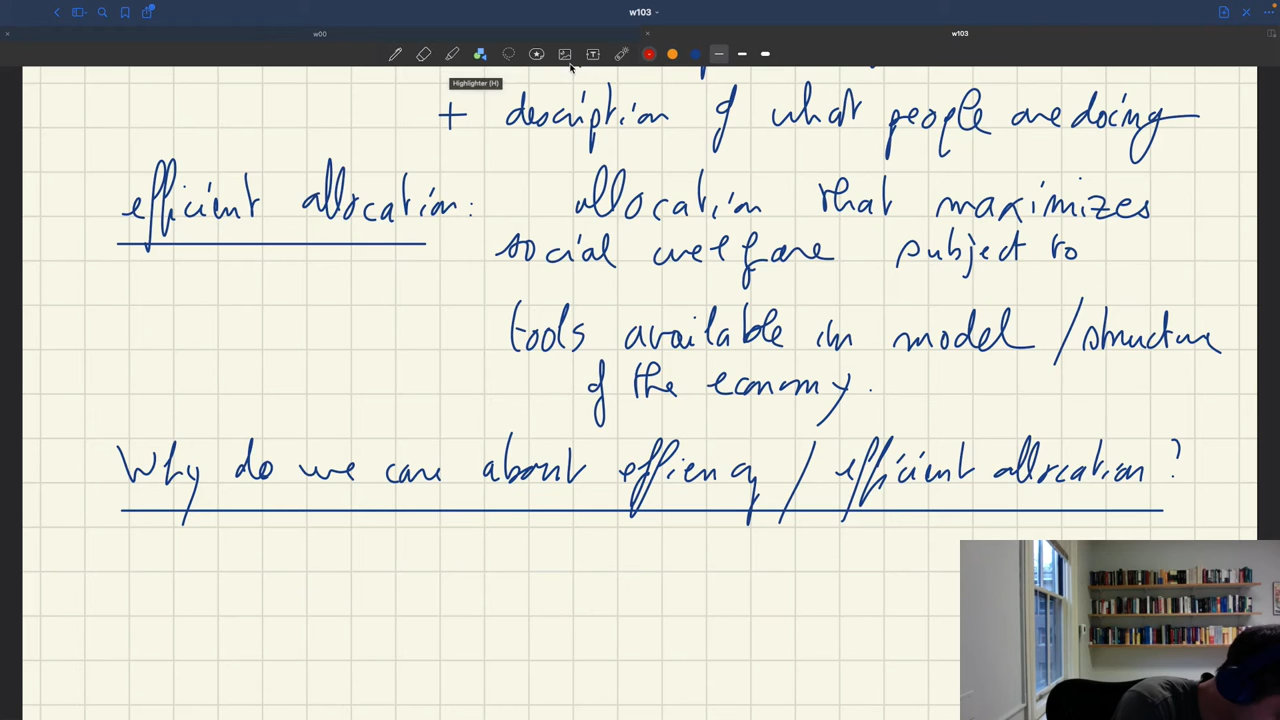 w103
w00
w103
Highlighter (H)
+ description of what people are doing
efficient allocation: allocation that maximizes
social welfare subject to
tools available in model / structure
of the economy.
Why do we care about effiency / efficient allocation?